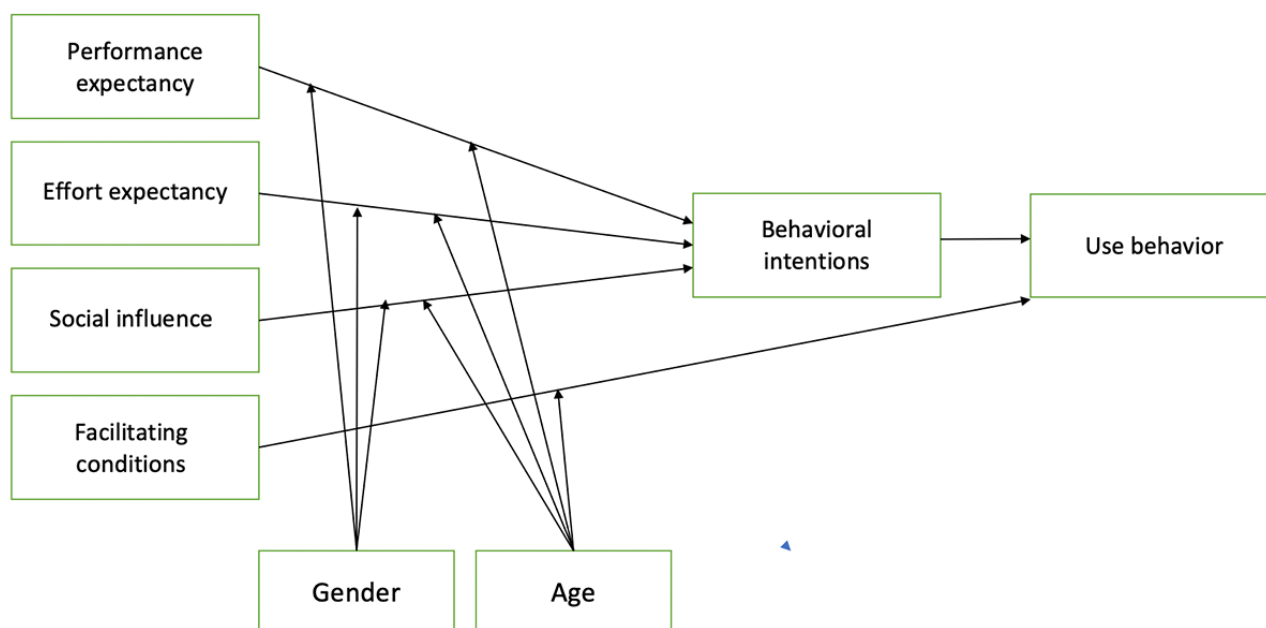 Performance
expectancy
Effort expectancy
Social influence
Facilitating
conditions
Behavioral
intentions
Use behavior
Gender
Age